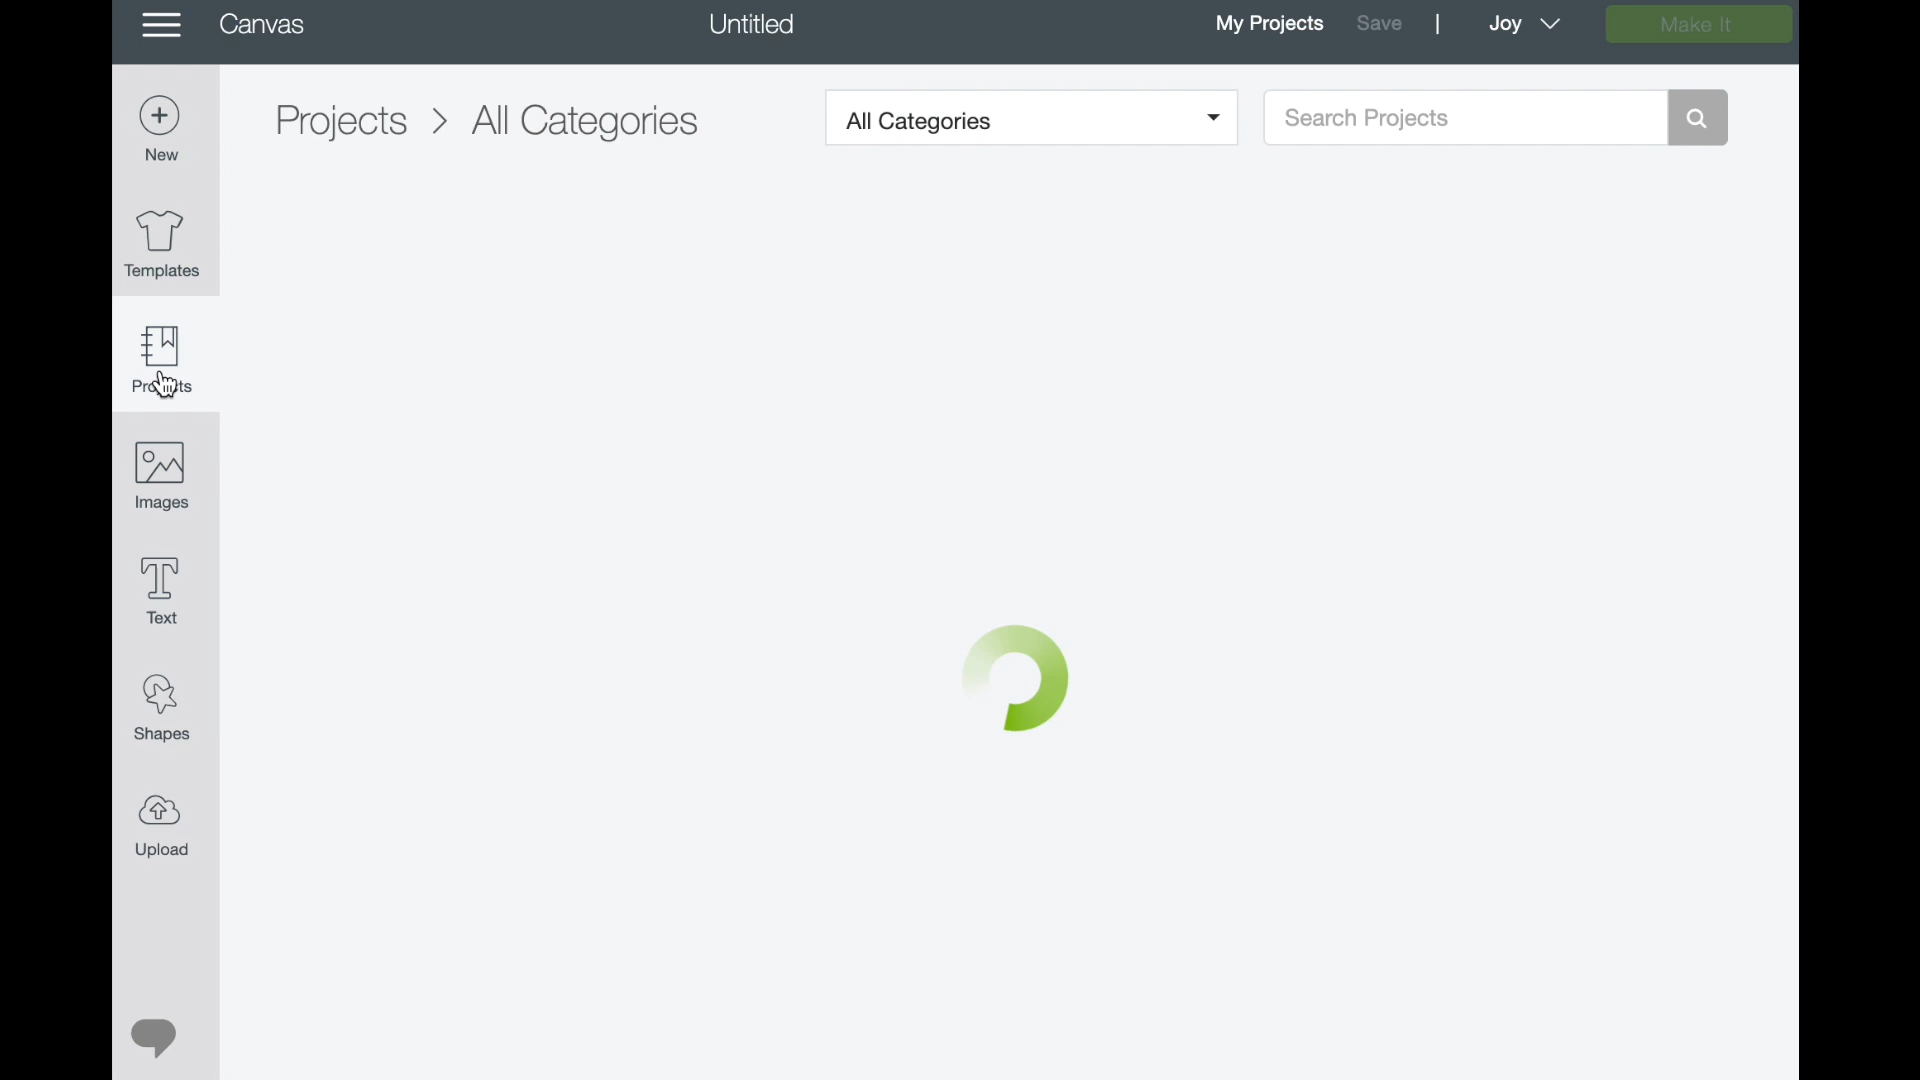 Canvas
Untitled
My Projects
Save
|
Joy
Make It
New
Templates
Projects
Images
Text
Shapes
Upload
Projects > All Categories
All Categories
Search Projects